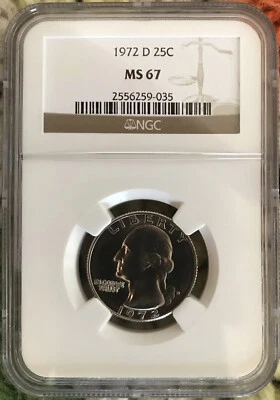 1972 D 25C
MS 67
2556259-035
NGC
LIBERTY
IN GOD WE
TRUST
1972